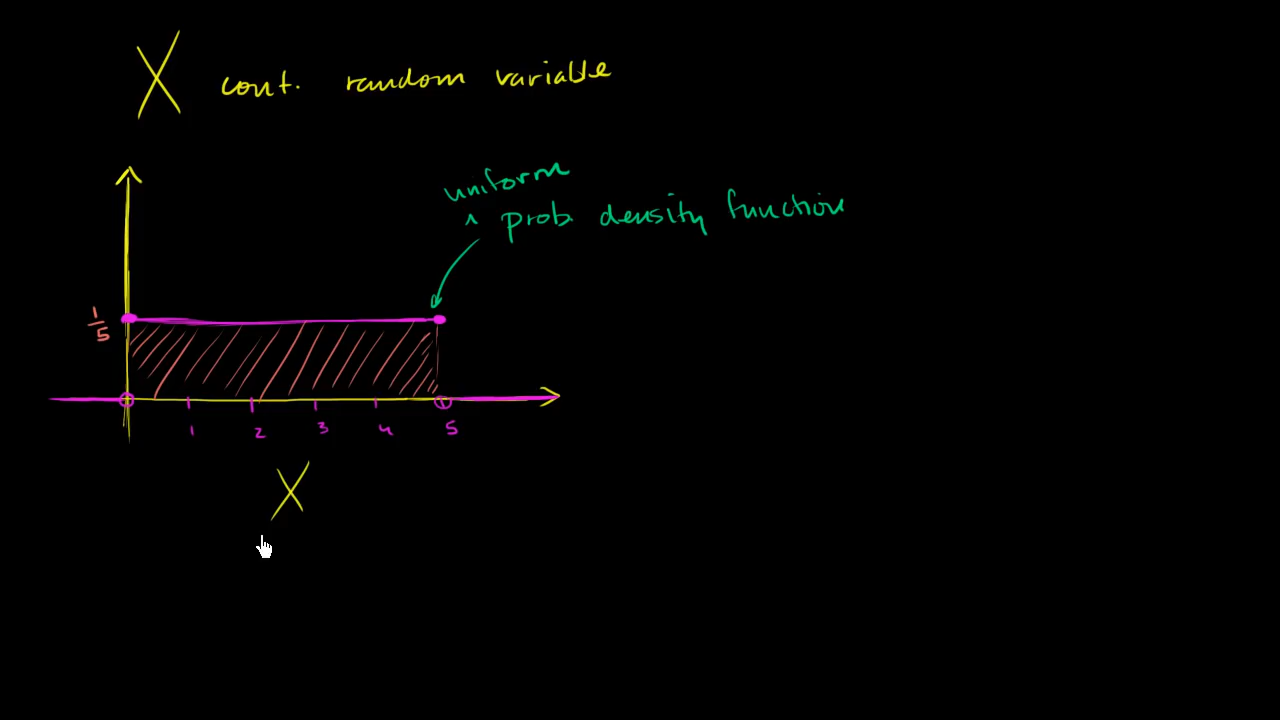 X cont. random variable
uniform
^ prob density function
1/5
1 2 3 4 5
X